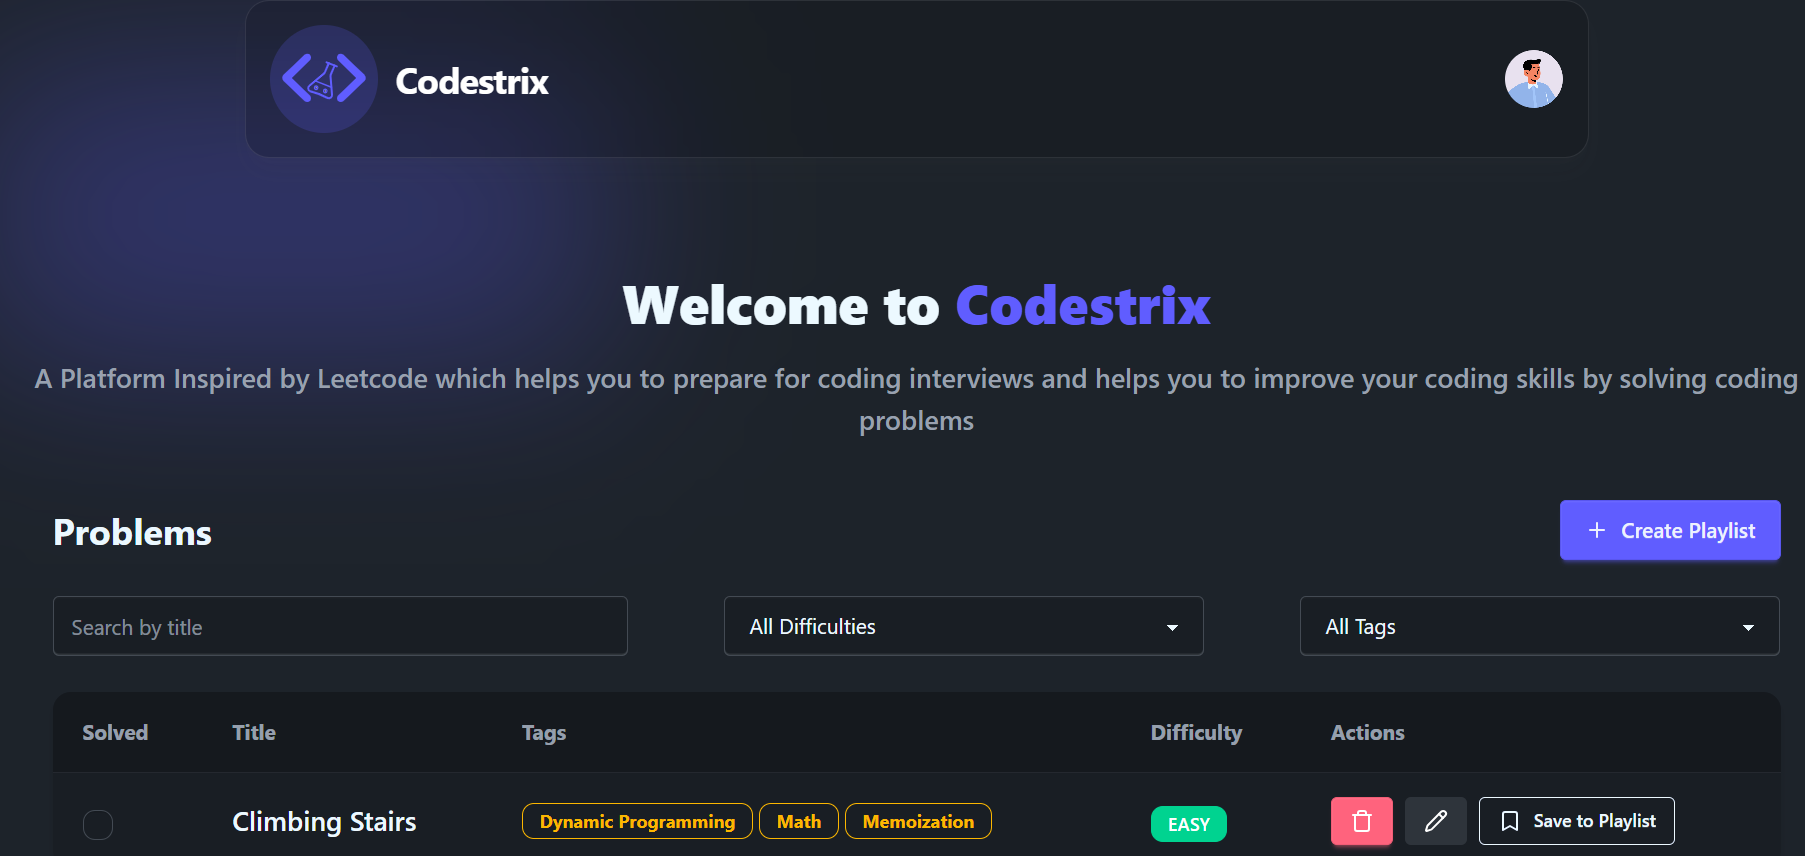 Codestrix
Welcome to Codestrix
A Platform Inspired by Leetcode which helps you to prepare for coding interviews and helps you to improve your coding skills by solving coding
problems
Problems
Create Playlist
Search by title
All Difficulties
All Tags
Solved Title Tags Difficulty Actions
Climbing Stairs Dynamic Programming Math Memoization EASY Save to Playlist